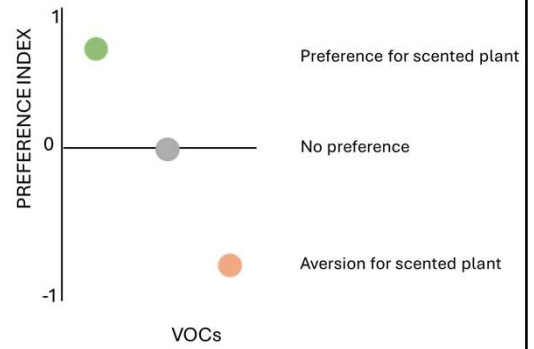 1
Preference for scented plant
PREFERENCE INDEX
0
No preference
Aversion for scented plant
-1
VOCs